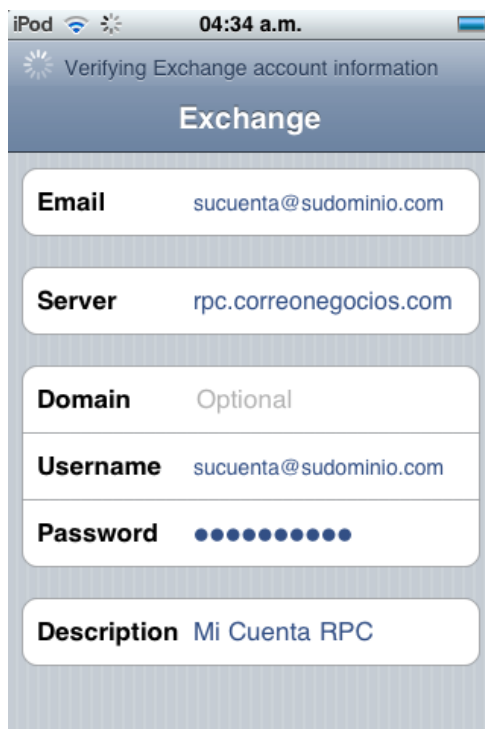 iPod 04:34 a.m.
Verifying Exchange account information
Exchange
Email sucuenta@sudominio.com
Server rpc.correonegocios.com
Domain Optional
Username sucuenta@sudominio.com
Password ●●●●●●●●●●
Description Mi Cuenta RPC